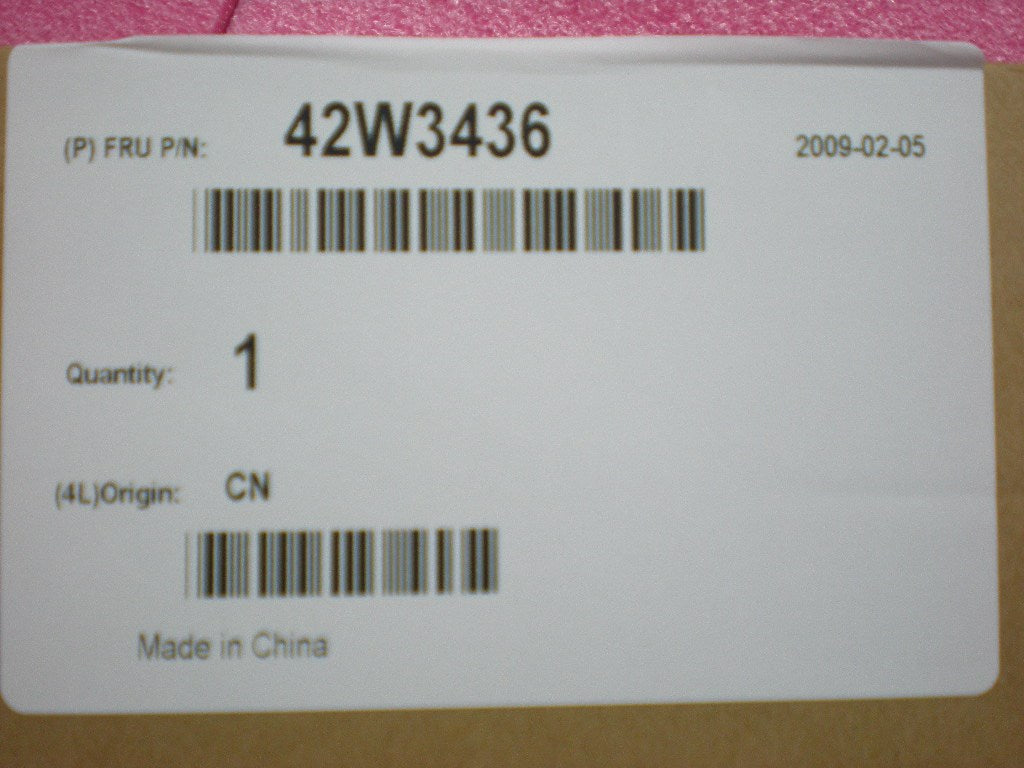 (P) FRU P/N: 42W3436 2009-02-05
Quantity: 1
(4L)Origin: CN
Made in China